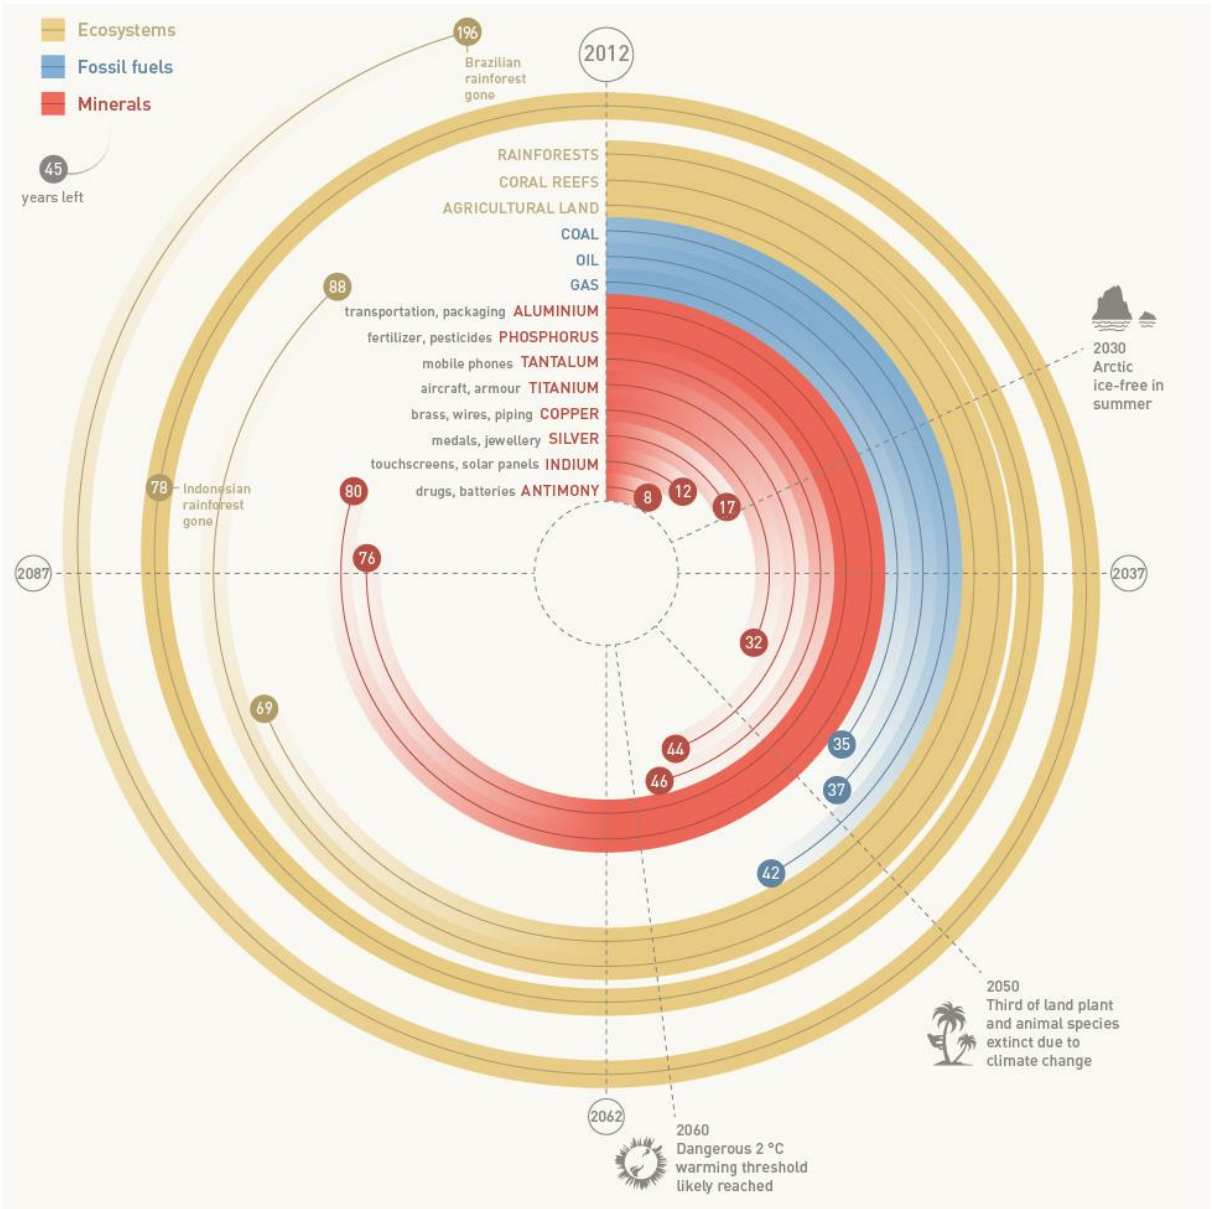 Ecosystems
Fossil fuels
Minerals
45
years left
196
Brazilian
rainforest
gone
2012
RAINFORESTS
CORAL REEFS
AGRICULTURAL LAND
COAL
OIL
GAS
transportation, packaging ALUMINIUM
fertilizer, pesticides PHOSPHORUS
mobile phones TANTALUM
aircraft, armour TITANIUM
brass, wires, piping COPPER
medals, jewellery SILVER
touchscreens, solar panels INDIUM
drugs, batteries ANTIMONY
88
78
Indonesian
rainforest
gone
80
76
69
8
12
17
32
44
46
35
37
42
2030
Arctic
ice-free in
summer
2087
2037
2050
Third of land plant
and animal species
extinct due to
climate change
2062
2060
Dangerous 2 °C
warming threshold
likely reached